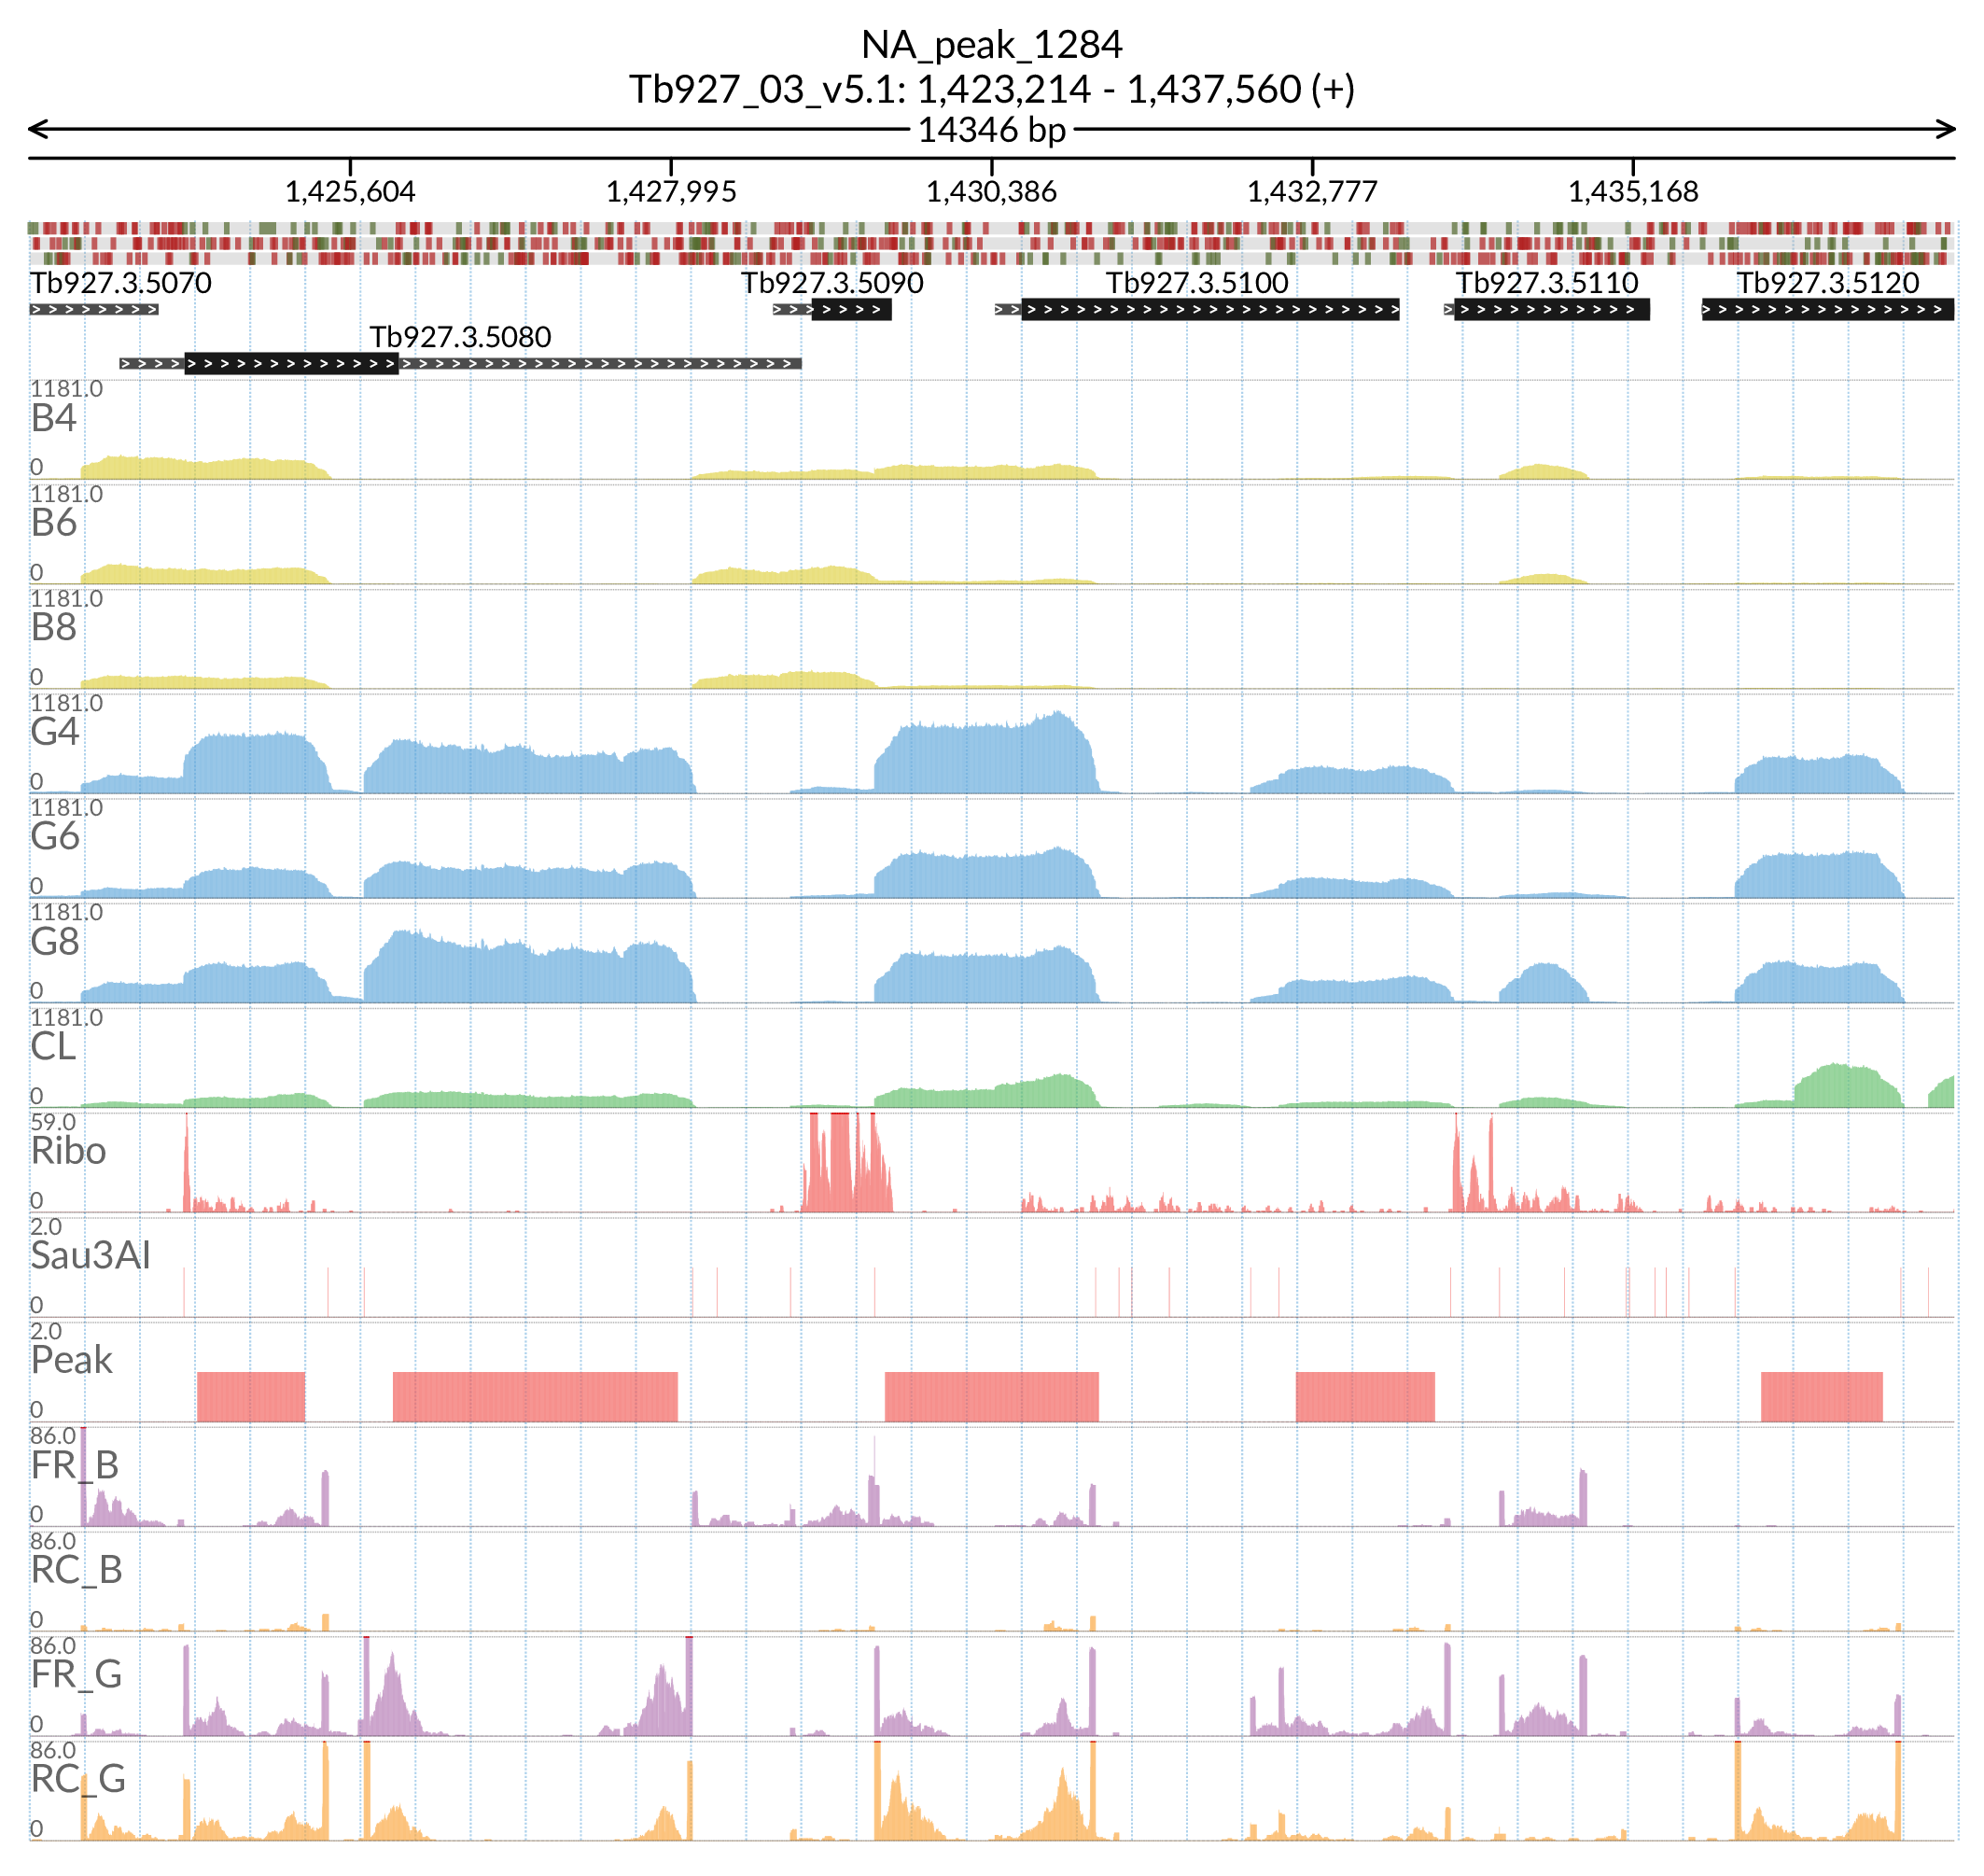 NA_peak_1284
Tb927_03_v5.1: 1,423,214 - 1,437,560 (+)
14346 bp
1,425,604 1,427,995 1,430,386 1,432,777 1,435,168
Tb927.3.5070 Tb927.3.5090 Tb927.3.5100 Tb927.3.5110 Tb927.3.5120
Tb927.3.5080
1181.0
B4
0
1181.0
B6
0
1181.0
B8
0
1181.0
G4
0
1181.0
G6
0
1181.0
G8
0
1181.0
CL
0
59.0
Ribo
0
2.0
Sau3AI
0
2.0
Peak
0
86.0
FR_B
0
86.0
RC_B
0
86.0
FR_G
0
86.0
RC_G
0